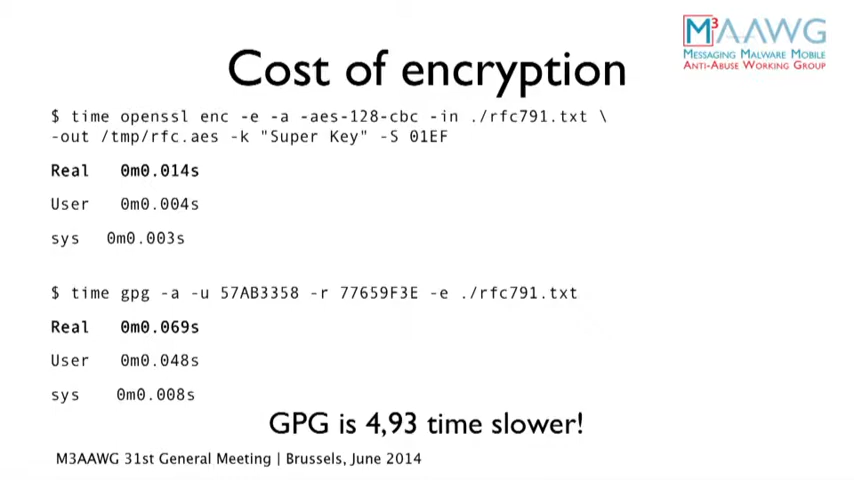 M3AAWG
MESSAGING MALWARE MOBILE
ANTI-ABUSE WORKING GROUP
Cost of encryption
$ time openssl enc -e -a -aes-128-cbc -in ./rfc791.txt \
-out /tmp/rfc.aes -k "Super Key" -S 01EF
Real 0m0.014s
User 0m0.004s
sys 0m0.003s
$ time gpg -a -u 57AB3358 -r 77659F3E -e ./rfc791.txt
Real 0m0.069s
User 0m0.048s
sys 0m0.008s
GPG is 4,93 time slower!
M3AAWG 31st General Meeting | Brussels, June 2014